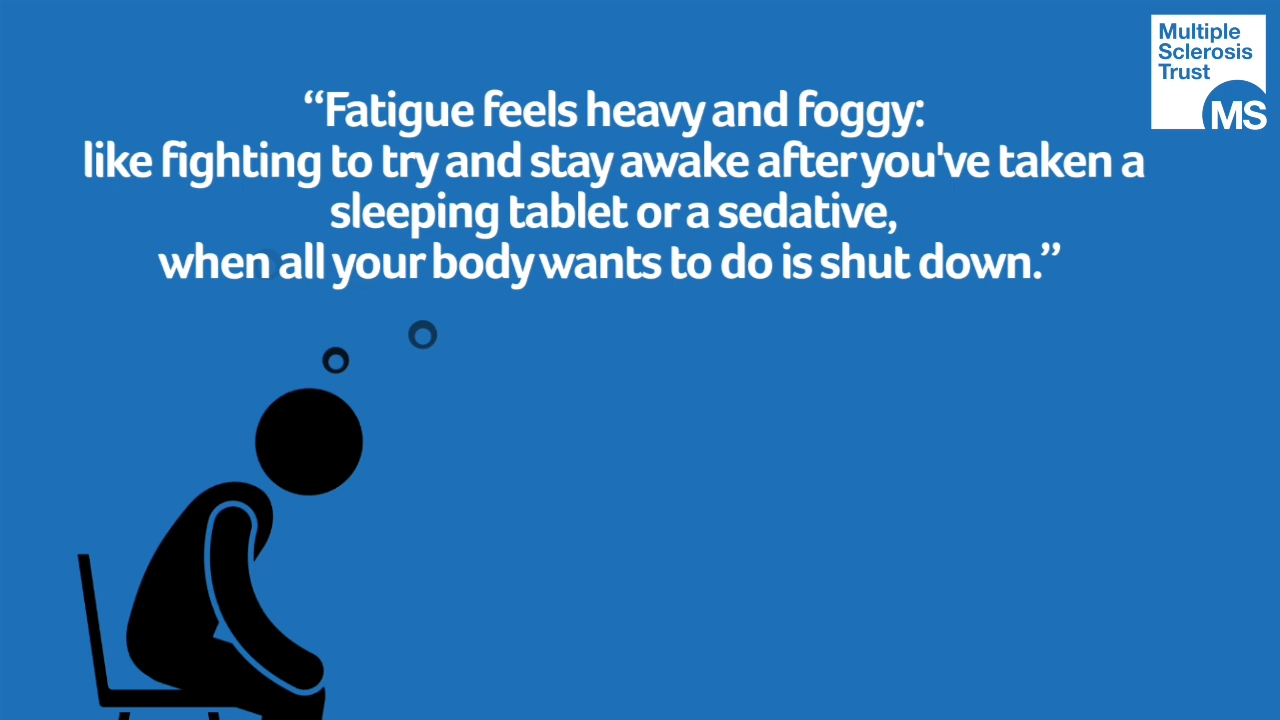 Multiple
Sclerosis
Trust
MS
“Fatigue feels heavy and foggy:
like fighting to try and stay awake after you've taken a
sleeping tablet or a sedative,
when all your body wants to do is shut down.”